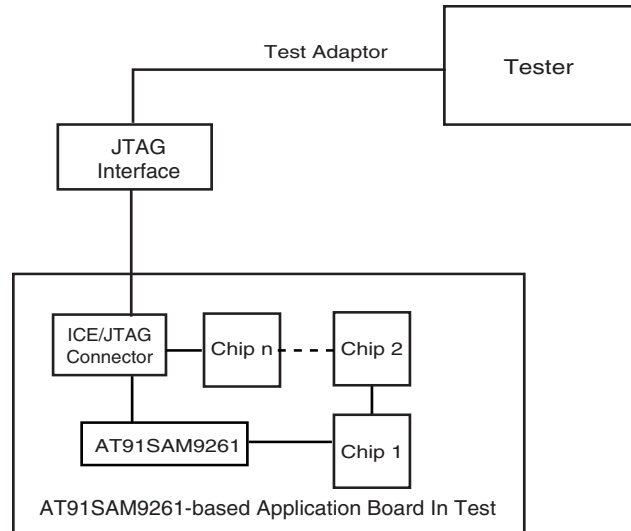 Test Adaptor
Tester
JTAG
Interface
ICE/JTAG
Connector
Chip n
Chip 2
AT91SAM9261
Chip 1
AT91SAM9261-based Application Board In Test